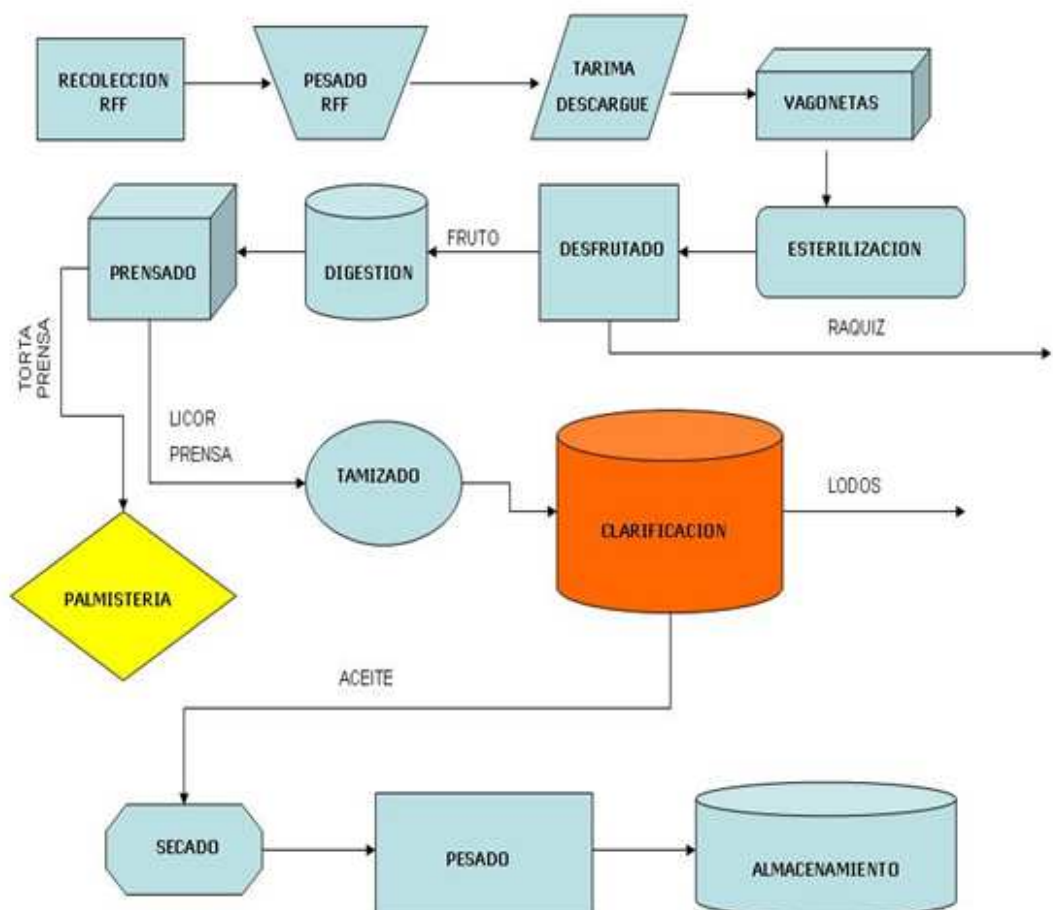 RECOLECCION
RFF
PESADO
RFF
TARIMA
DESCARGUE
VAGONETAS
PRENSADO
DIGESTION
FRUTO
DESFRUTADO
ESTERILIZACION
RAQUIZ
TORTA
PRENSA
LICOR
PRENSA
TAMIZADO
CLARIFICACION
LODOS
PALMISTERIA
ACEITE
SECADO
PESADO
ALMACENAMIENTO